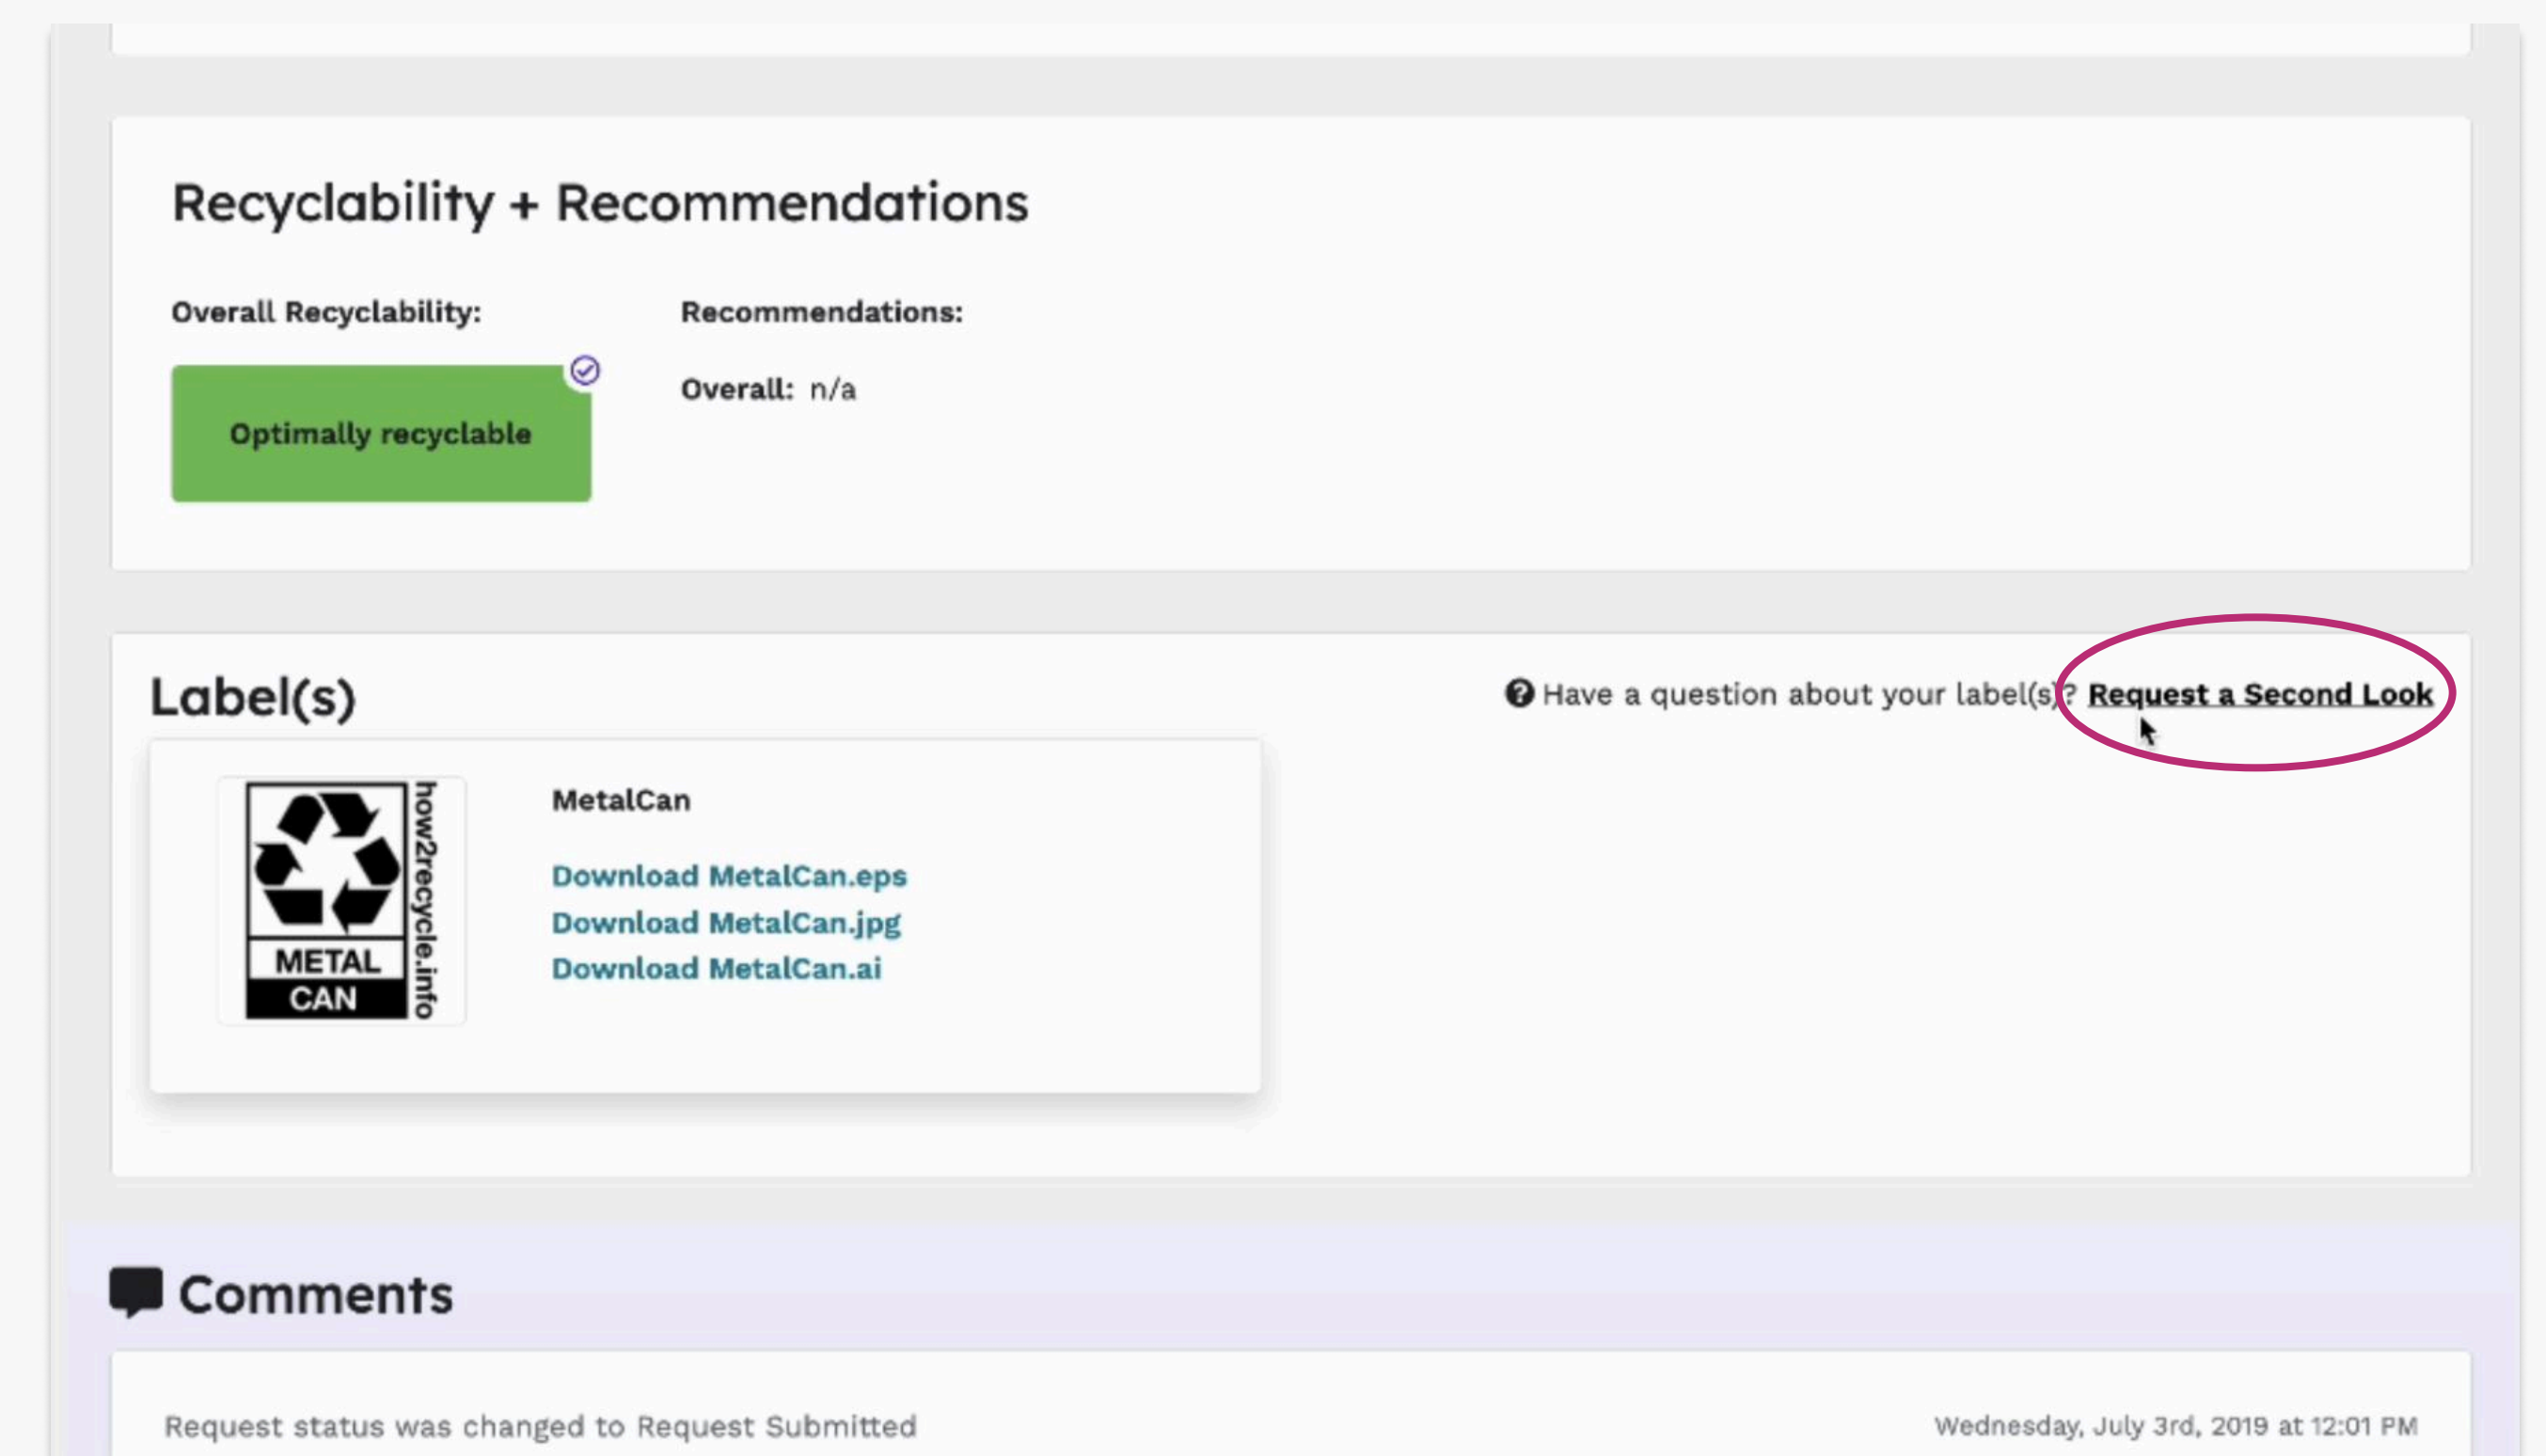 Recyclability + Recommendations
Overall Recyclability:
Recommendations:
Optimally recyclable
Overall: n/a
Label(s)
Have a question about your label(s)? Request a Second Look
METAL
CAN
how2recycle.info
MetalCan
Download MetalCan.eps
Download MetalCan.jpg
Download MetalCan.ai
Comments
Request status was changed to Request Submitted
Wednesday, July 3rd, 2019 at 12:01 PM